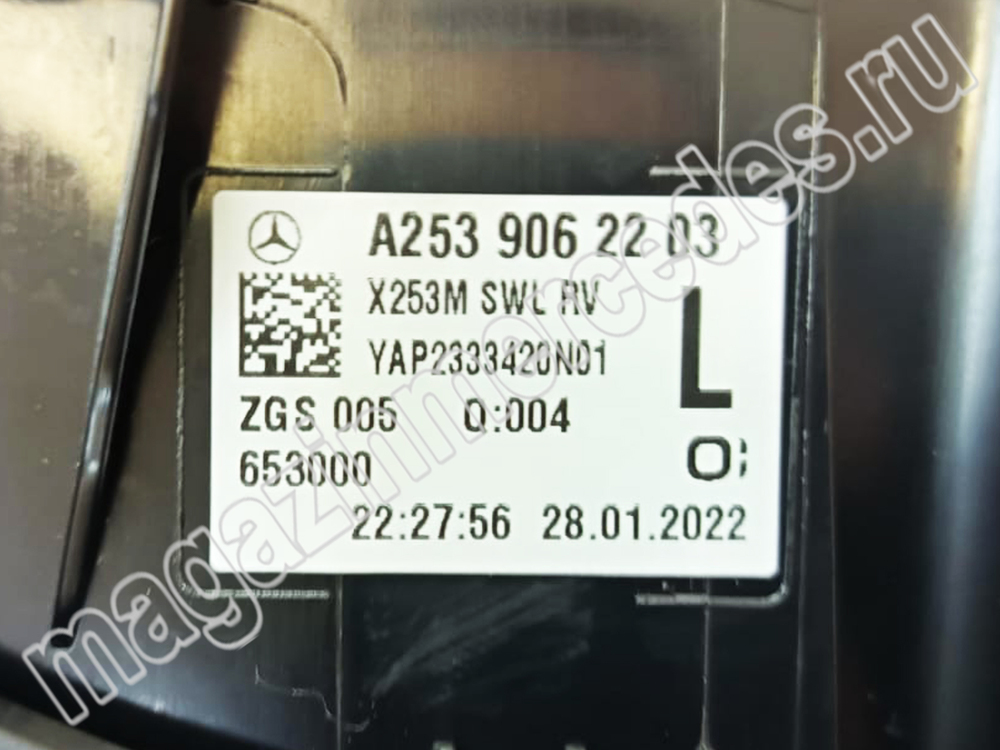 A253 906 22 03
X253M SWL RV
YAP2333420N01
L
ZGS 005 Q:004
653000
22:27:56 28.01.2022
magazinmercedes.ru